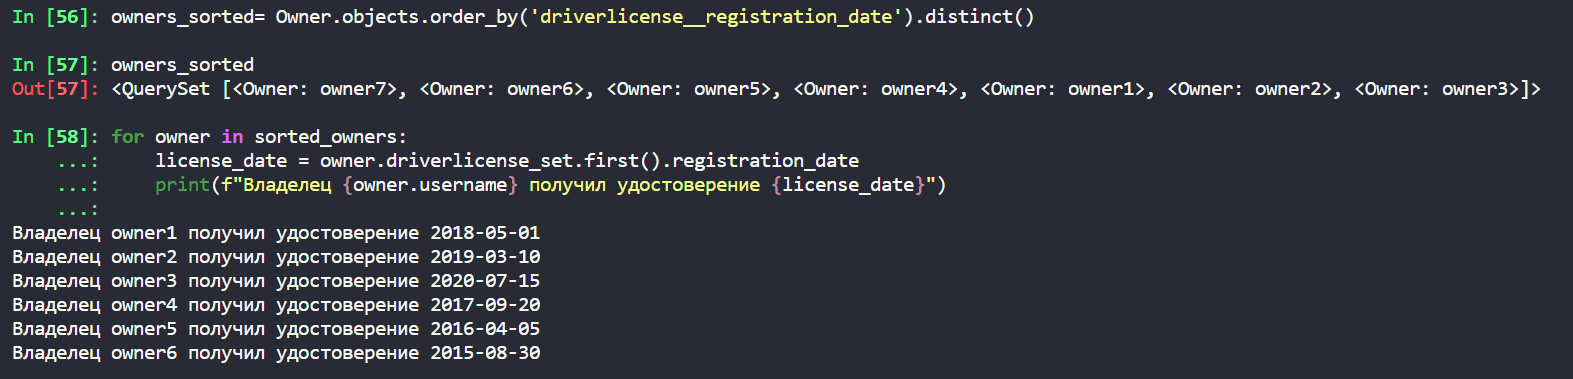 In [56]: owners_sorted= Owner.objects.order_by('driverlicense__registration_date').distinct()
In [57]: owners_sorted
Out[57]: <QuerySet [<Owner: owner7>, <Owner: owner6>, <Owner: owner5>, <Owner: owner4>, <Owner: owner1>, <Owner: owner2>, <Owner: owner3>]>
In [58]: for owner in sorted_owners:
    ...:     license_date = owner.driverlicense_set.first().registration_date
    ...:     print(f"Владелец {owner.username} получил удостоверение {license_date}")
    ...:
Владелец owner1 получил удостоверение 2018-05-01
Владелец owner2 получил удостоверение 2019-03-10
Владелец owner3 получил удостоверение 2020-07-15
Владелец owner4 получил удостоверение 2017-09-20
Владелец owner5 получил удостоверение 2016-04-05
Владелец owner6 получил удостоверение 2015-08-30